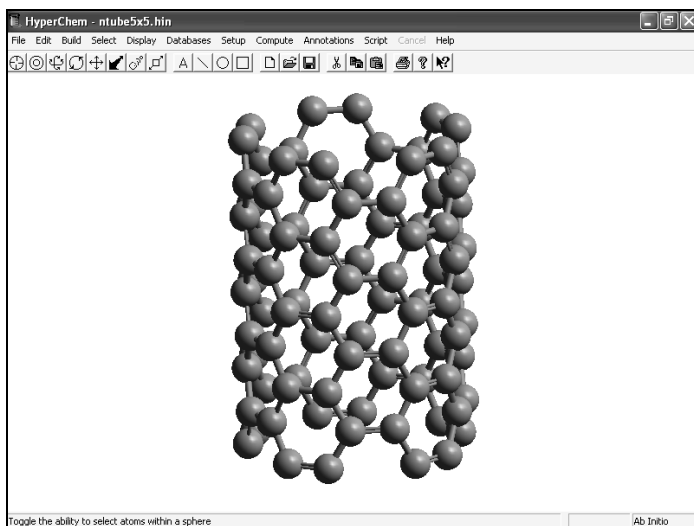 HyperChem - ntube5x5.hin
File Edit Build Select Display Databases Setup Compute Annotations Script Cancel Help
A
Toggle the ability to select atoms within a sphere Ab Initio